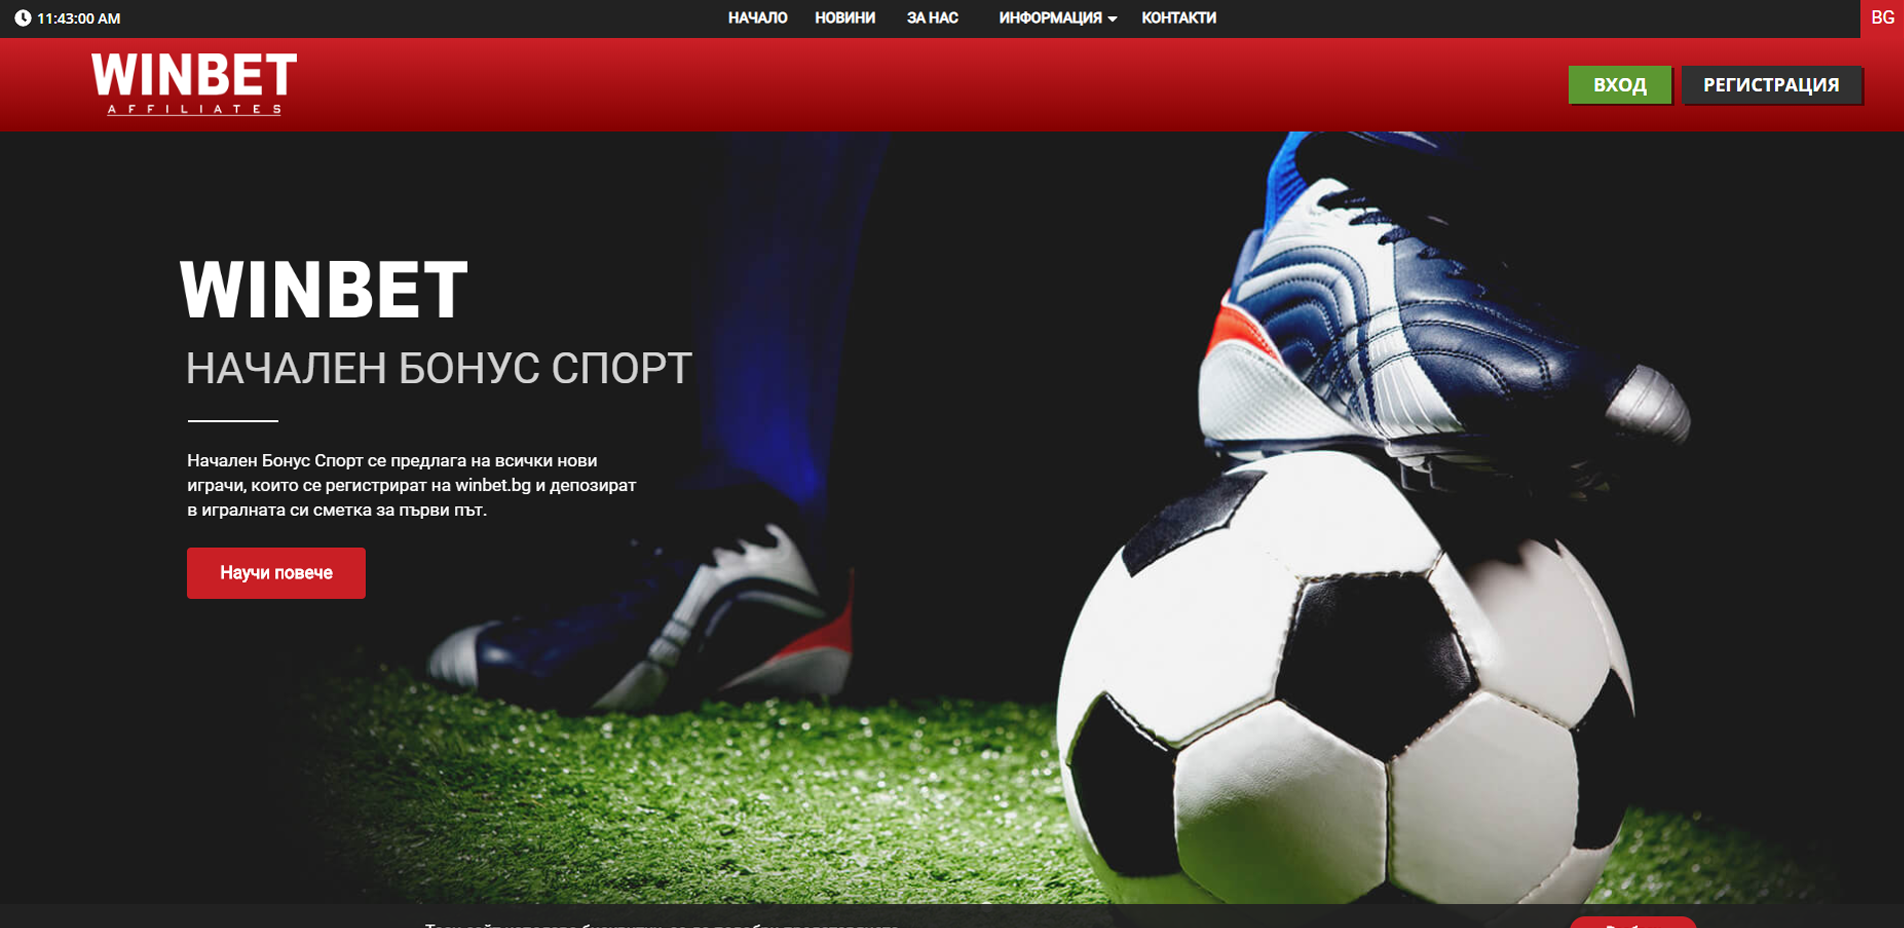 11:43:00 AM
НАЧАЛО
НОВИНИ
ЗА НАС
ИНФОРМАЦИЯ
КОНТАКТИ
BG
WINBET
AFFILIATES
ВХОД
РЕГИСТРАЦИЯ
WINBET
НАЧАЛЕН БОНУС СПОРТ
Начален Бонус Спорт се предлага на всички нови
играчи, които се регистрират на winbet.bg и депозират
в игралната си сметка за първи път.
Научи повече